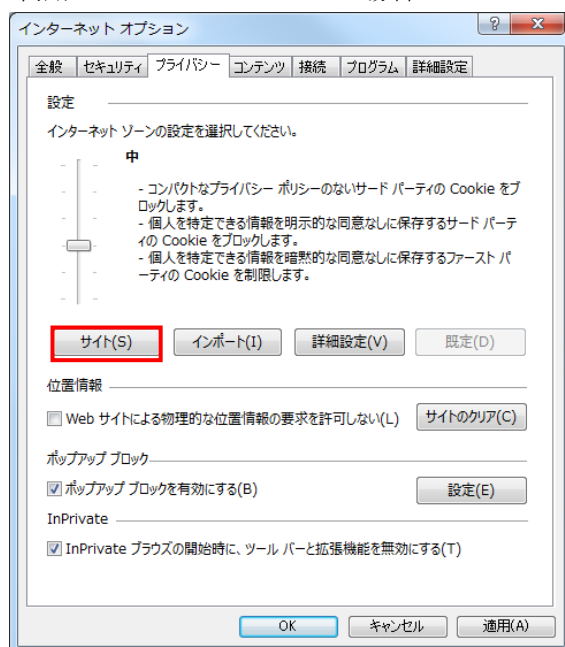 インターネット オプション
全般 セキュリティ プライバシー コンテンツ 接続 プログラム 詳細設定
設定
インターネット ゾーンの設定を選択してください。
中
- コンパクトなプライバシー ポリシーのないサード パーティの Cookie をブ
ロックします。
- 個人を特定できる情報を明示的な同意なしに保存するサード パーテ
ィの Cookie をブロックします。
- 個人を特定できる情報を暗黙的な同意なしに保存するファースト パ
ーティの Cookie を制限します。
サイト(S) インポート(I) 詳細設定(V) 既定(D)
位置情報
Web サイトによる物理的な位置情報の要求を許可しない(L) サイトのクリア(C)
ポップアップ ブロック
ポップアップ ブロックを有効にする(B) 設定(E)
InPrivate
InPrivate ブラウズの開始時に、ツール バーと拡張機能を無効にする(T)
OK キャンセル 適用(A)